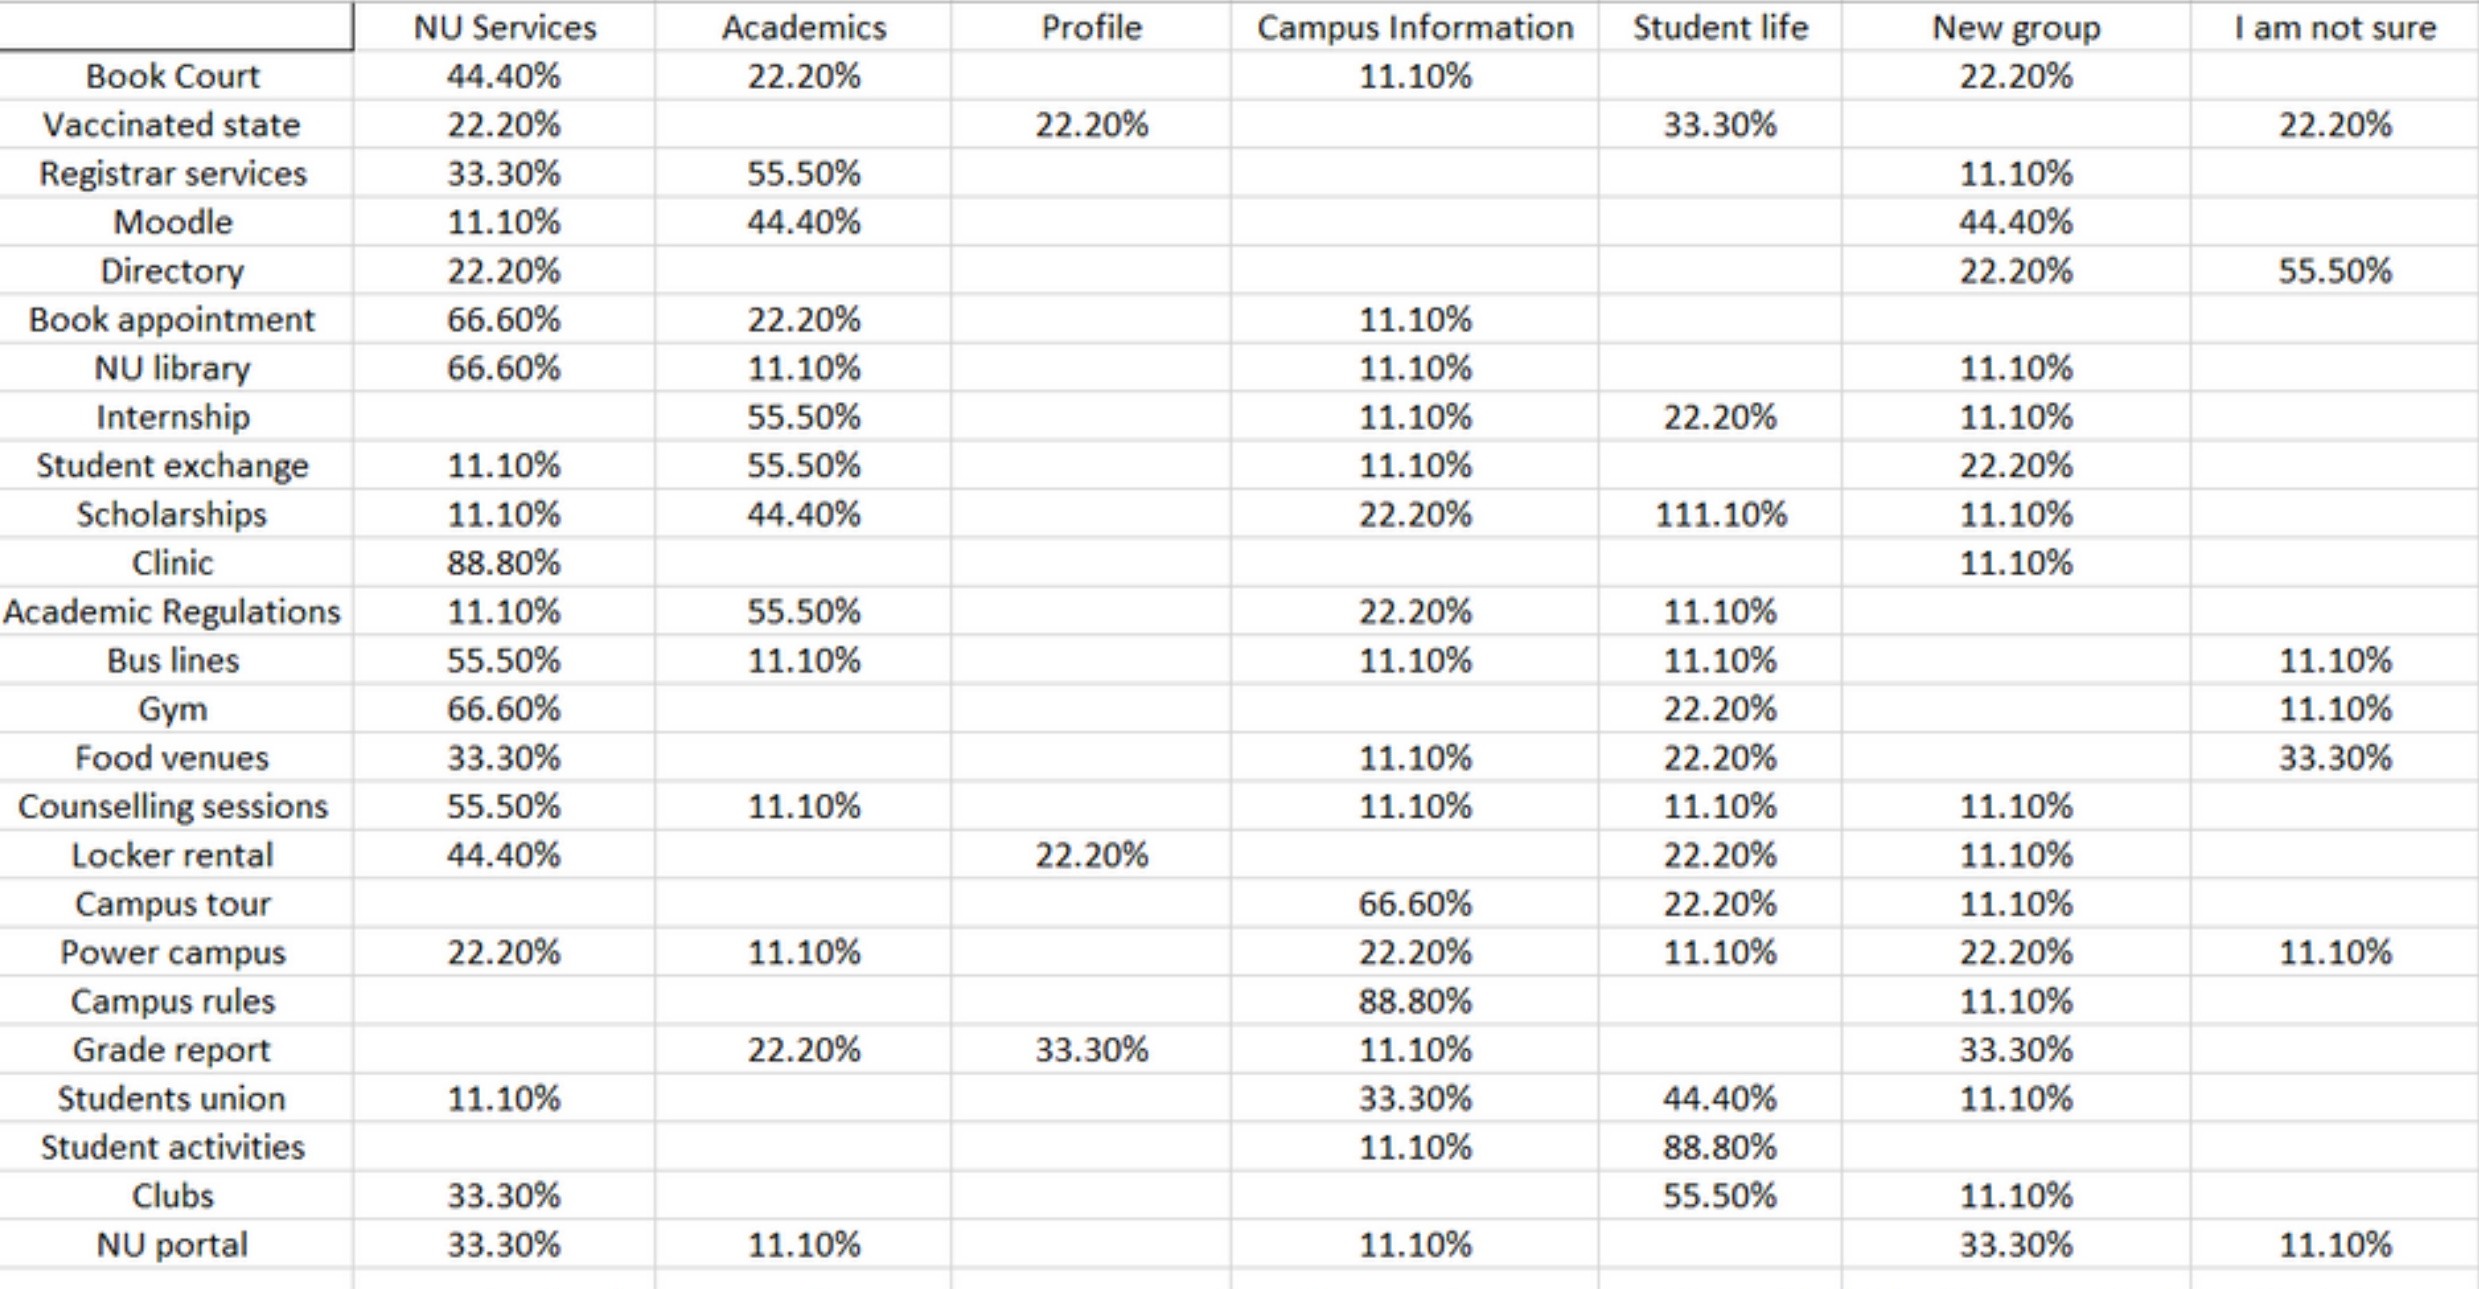 NU Services Academics Profile Campus Information Student life New group I am not sure
Book Court 44.40% 22.20% 11.10% 22.20%
Vaccinated state 22.20% 22.20% 33.30% 22.20%
Registrar services 33.30% 55.50% 11.10%
Moodle 11.10% 44.40% 44.40%
Directory 22.20% 22.20% 55.50%
Book appointment 66.60% 22.20% 11.10%
NU library 66.60% 11.10% 11.10% 11.10%
Internship 55.50% 11.10% 22.20% 11.10%
Student exchange 11.10% 55.50% 11.10% 22.20%
Scholarships 11.10% 44.40% 22.20% 111.10% 11.10%
Clinic 88.80% 11.10%
Academic Regulations 11.10% 55.50% 22.20% 11.10%
Bus lines 55.50% 11.10% 11.10% 11.10% 11.10%
Gym 66.60% 22.20% 11.10%
Food venues 33.30% 11.10% 22.20% 33.30%
Counselling sessions 55.50% 11.10% 11.10% 11.10% 11.10%
Locker rental 44.40% 22.20% 22.20% 11.10%
Campus tour 66.60% 22.20% 11.10%
Power campus 22.20% 11.10% 22.20% 11.10% 22.20% 11.10%
Campus rules 88.80% 11.10%
Grade report 22.20% 33.30% 11.10% 33.30%
Students union 11.10% 33.30% 44.40% 11.10%
Student activities 11.10% 88.80%
Clubs 33.30% 55.50% 11.10%
NU portal 33.30% 11.10% 11.10% 33.30% 11.10%